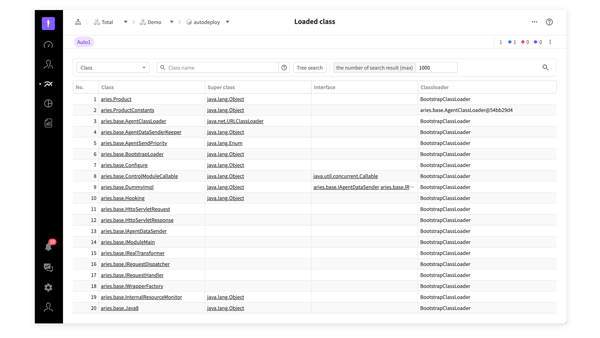 Total Demo autodeploy Loaded class
Auto1 1 1 0 0
Class Class name Tree search the number of search result (max) 1000
No. Class Super class Interface Classloader
1 aries.Product java.lang.Object BootstrapClassLoader
2 aries.ProductConstants java.lang.Object aries.base.AgentClassLoader@54bb29d4
3 aries.base.AgentClassLoader java.net.URLClassLoader BootstrapClassLoader
4 aries.base.AgentDataSenderKeeper java.lang.Object BootstrapClassLoader
5 aries.base.AgentSendPriority java.lang.Enum BootstrapClassLoader
6 aries.base.BootstrapLoader java.lang.Object BootstrapClassLoader
7 aries.base.Configure java.lang.Object BootstrapClassLoader
8 aries.base.ControlModuleCallable java.lang.Object java.util.concurrent.Callable BootstrapClassLoader
9 aries.base.DummyImpl java.lang.Object aries.base.IAgentDataSender aries.base.IR··· BootstrapClassLoader
10 aries.base.Hooking java.lang.Object BootstrapClassLoader
11 aries.base.HttpServletRequest BootstrapClassLoader
12 aries.base.HttpServletResponse BootstrapClassLoader
13 aries.base.IAgentDataSender BootstrapClassLoader
14 aries.base.IModuleMain BootstrapClassLoader
15 aries.base.IRealTransformer BootstrapClassLoader
16 aries.base.IRequestDispatcher BootstrapClassLoader
17 aries.base.IRequestHandler BootstrapClassLoader
18 aries.base.IWrapperFactory BootstrapClassLoader
19 aries.base.InternalResourceMonitor java.lang.Object BootstrapClassLoader
20 aries.base.Java8 java.lang.Object BootstrapClassLoader